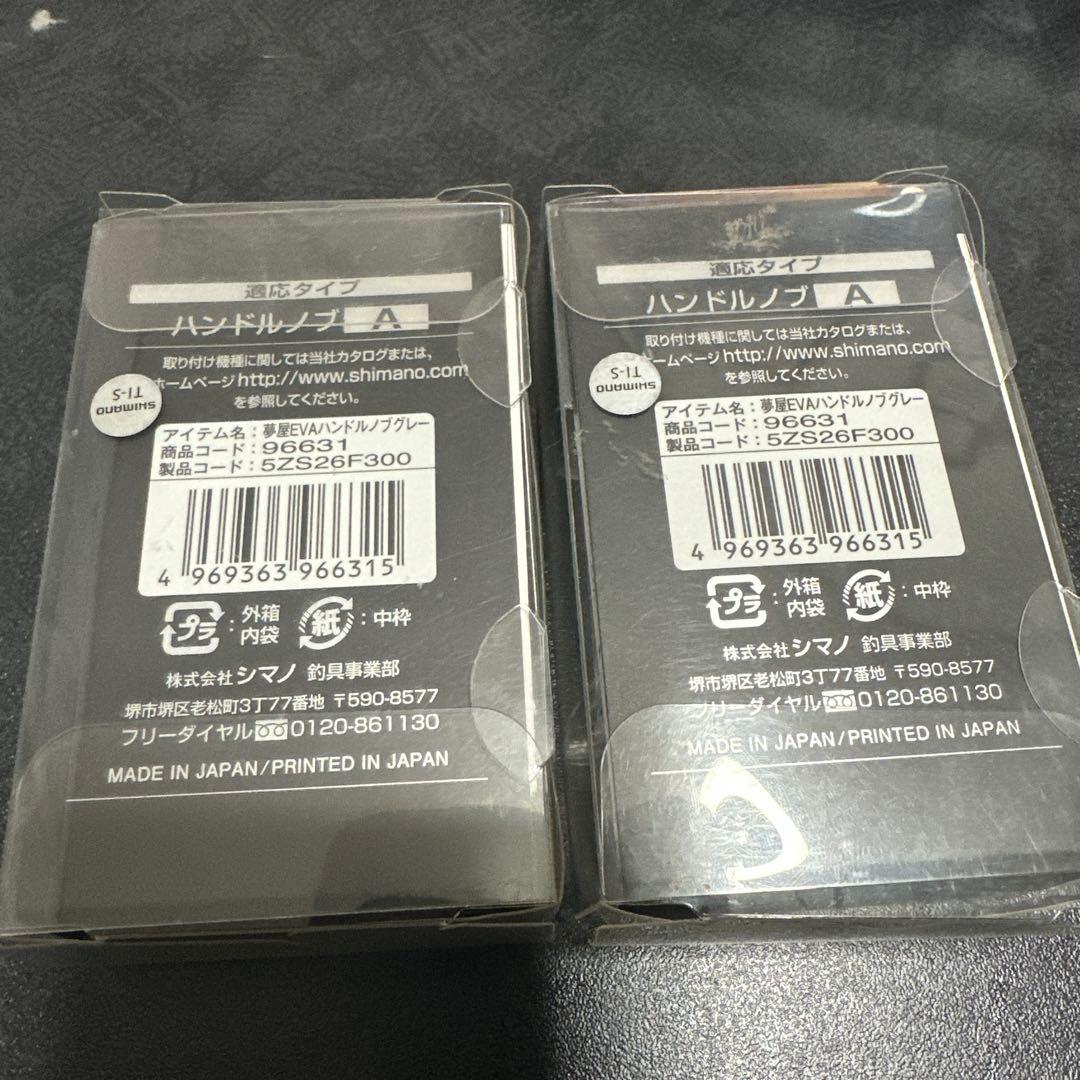 適応タイプ
ハンドルノブ A
取り付け機種に関しては当社カタログまたは、
ホームページhttp://www.shimano.com
を参照してください。
SHIMANO
TI-S
アイテム名：夢屋EVAハンドルノブグレー
商品コード：96631
製品コード：5ZS26F300
4 969363 966315
プラ：外箱
内袋
紙：中枠
株式会社シマノ 釣具事業部
堺市堺区老松町3丁77番地 〒590-8577
フリーダイヤル 0120-861130
MADE IN JAPAN/PRINTED IN JAPAN
適応タイプ
ハンドルノブ A
取り付け機種に関しては当社カタログまたは、
ホームページhttp://www.shimano.com
を参照してください。
SHIMANO
TI-S
アイテム名：夢屋EVAハンドルノブグレー
商品コード：96631
製品コード：5ZS26F300
4 969363 966315
プラ：外箱
内袋
紙：中枠
株式会社シマノ 釣具事業部
堺市堺区老松町3丁77番地 〒590-8577
フリーダイヤル 0120-861130
MADE IN JAPAN/PRINTED IN JAPAN